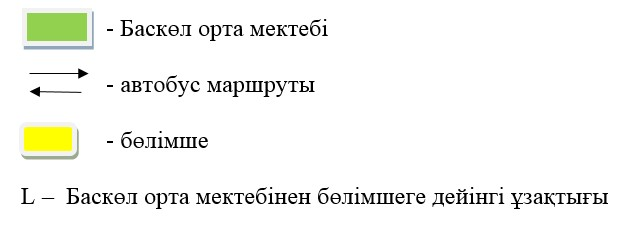 - Баскөл орта мектебі
- автобус маршруты
- бөлімше
L – Баскөл орта мектебінен бөлімшеге дейінгі ұзақтығы